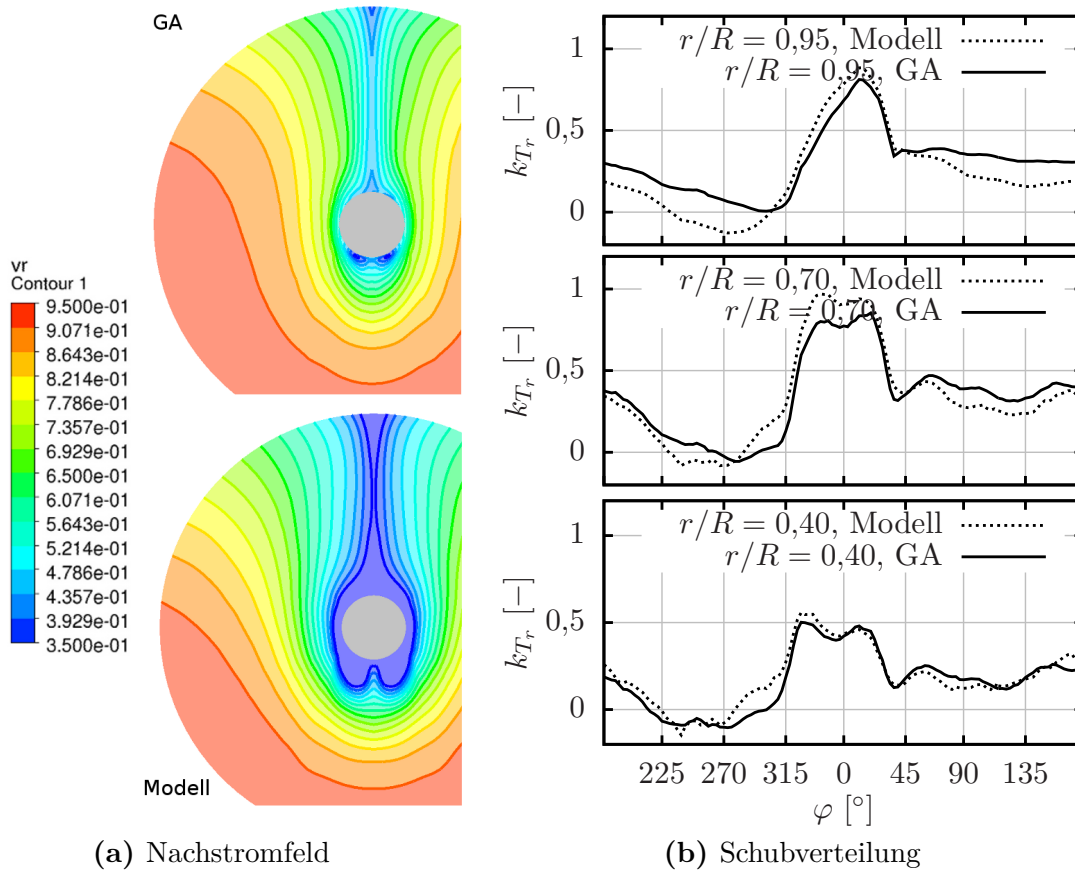 GA
vr
Contour 1
9.500e-01
9.071e-01
8.643e-01
8.214e-01
7.786e-01
7.357e-01
6.929e-01
6.500e-01
6.071e-01
5.643e-01
5.214e-01
4.786e-01
4.357e-01
3.929e-01
3.500e-01
Modell
(a) Nachstromfeld
r/R = 0,95, Modell
r/R = 0,95, GA
1
0,5
0
k_{T_r} [−]
r/R = 0,70, Modell
r/R = 0,70, GA
1
0,5
0
k_{T_r} [−]
r/R = 0,40, Modell
r/R = 0,40, GA
1
0,5
0
k_{T_r} [−]
225 270 315 0 45 90 135
φ [°]
(b) Schubverteilung